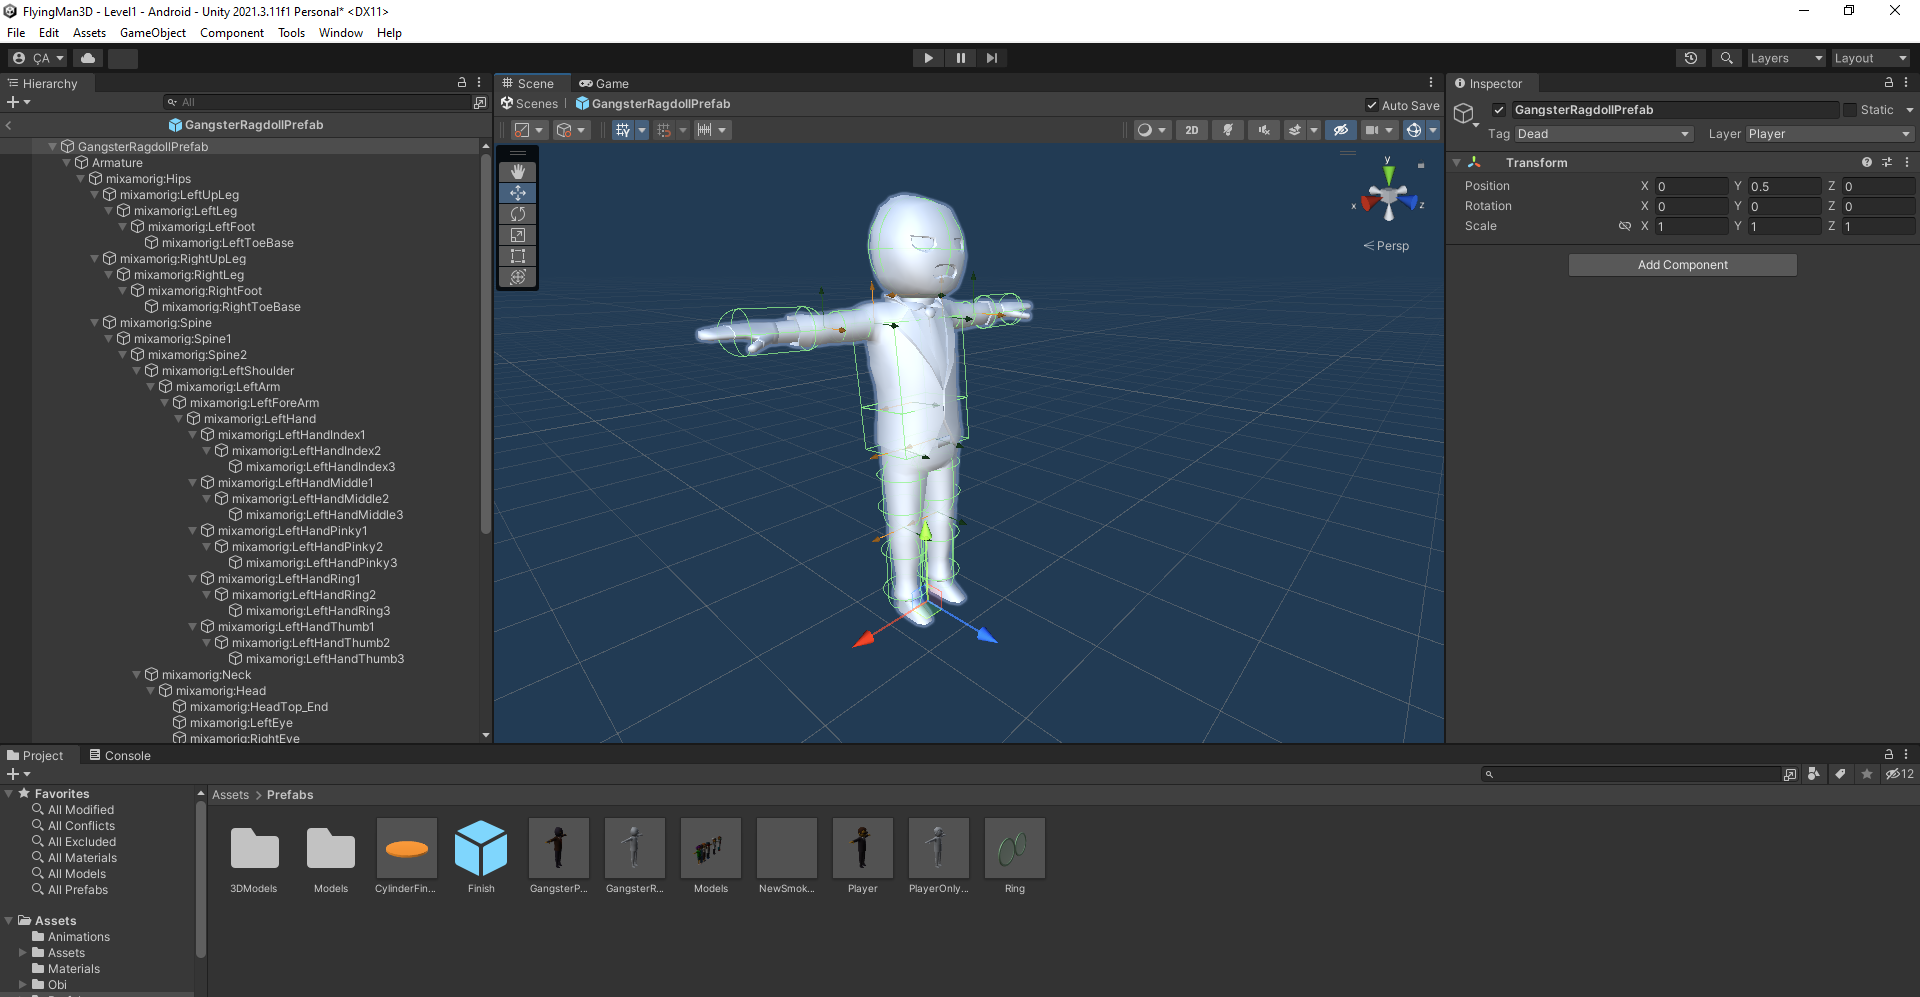 FlyingMan3D - Level1 - Android - Unity 2021.3.11f1 Personal* <DX11>
File Edit Assets GameObject Component Tools Window Help
ÇA
Layers
Layout
Hierarchy
All
GangsterRagdollPrefab
GangsterRagdollPrefab
Armature
mixamorig:Hips
mixamorig:LeftUpLeg
mixamorig:LeftLeg
mixamorig:LeftFoot
mixamorig:LeftToeBase
mixamorig:RightUpLeg
mixamorig:RightLeg
mixamorig:RightFoot
mixamorig:RightToeBase
mixamorig:Spine
mixamorig:Spine1
mixamorig:Spine2
mixamorig:LeftShoulder
mixamorig:LeftArm
mixamorig:LeftForeArm
mixamorig:LeftHand
mixamorig:LeftHandIndex1
mixamorig:LeftHandIndex2
mixamorig:LeftHandIndex3
mixamorig:LeftHandMiddle1
mixamorig:LeftHandMiddle2
mixamorig:LeftHandMiddle3
mixamorig:LeftHandPinky1
mixamorig:LeftHandPinky2
mixamorig:LeftHandPinky3
mixamorig:LeftHandRing1
mixamorig:LeftHandRing2
mixamorig:LeftHandRing3
mixamorig:LeftHandThumb1
mixamorig:LeftHandThumb2
mixamorig:LeftHandThumb3
mixamorig:Neck
mixamorig:Head
mixamorig:HeadTop_End
mixamorig:LeftEye
mixamorig:RightEye
Scene Game
Scenes GangsterRagdollPrefab Auto Save
2D
y
x z
Persp
Inspector
GangsterRagdollPrefab Static
Tag Dead Layer Player
Transform
Position X 0 Y 0.5 Z 0
Rotation X 0 Y 0 Z 0
Scale X 1 Y 1 Z 1
Add Component
Project Console
12
Favorites
All Modified
All Conflicts
All Excluded
All Materials
All Models
All Prefabs
Assets
Animations
Assets
Materials
Obi
Assets > Prefabs
3DModels Models CylinderFin... Finish GangsterP... GangsterR... Models NewSmok... Player PlayerOnly... Ring